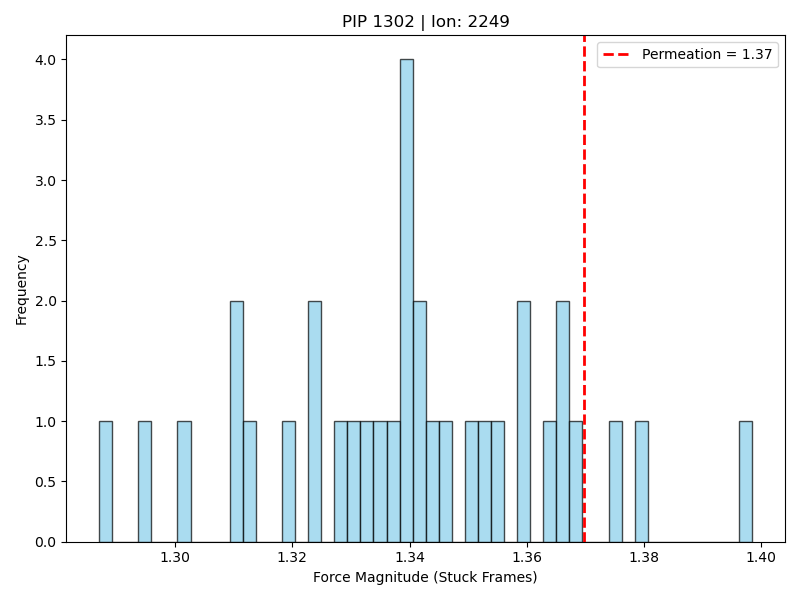 PIP 1302 | Ion: 2249
Permeation = 1.37
Frequency
4.0
3.5
3.0
2.5
2.0
1.5
1.0
0.5
0.0
1.30 1.32 1.34 1.36 1.38 1.40
Force Magnitude (Stuck Frames)